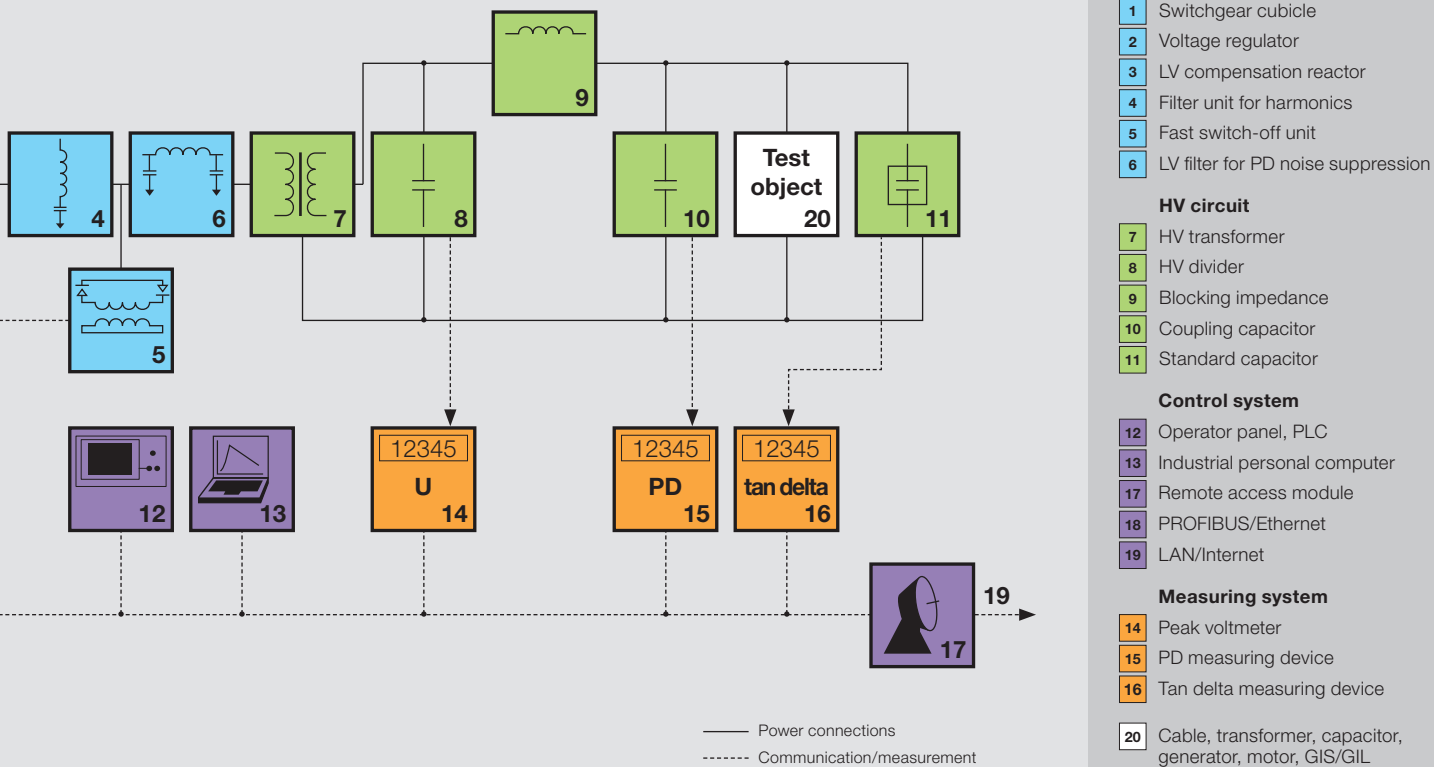 9
4
6
7
8
10
Test
object
20
11
5
12
13
12345
U
14
12345
PD
15
12345
tan delta
16
17
19
Power connections
Communication/measurement
1 Switchgear cubicle
2 Voltage regulator
3 LV compensation reactor
4 Filter unit for harmonics
5 Fast switch-off unit
6 LV filter for PD noise suppression
HV circuit
7 HV transformer
8 HV divider
9 Blocking impedance
10 Coupling capacitor
11 Standard capacitor
Control system
12 Operator panel, PLC
13 Industrial personal computer
17 Remote access module
18 PROFIBUS/Ethernet
19 LAN/Internet
Measuring system
14 Peak voltmeter
15 PD measuring device
16 Tan delta measuring device
20 Cable, transformer, capacitor,
generator, motor, GIS/GIL